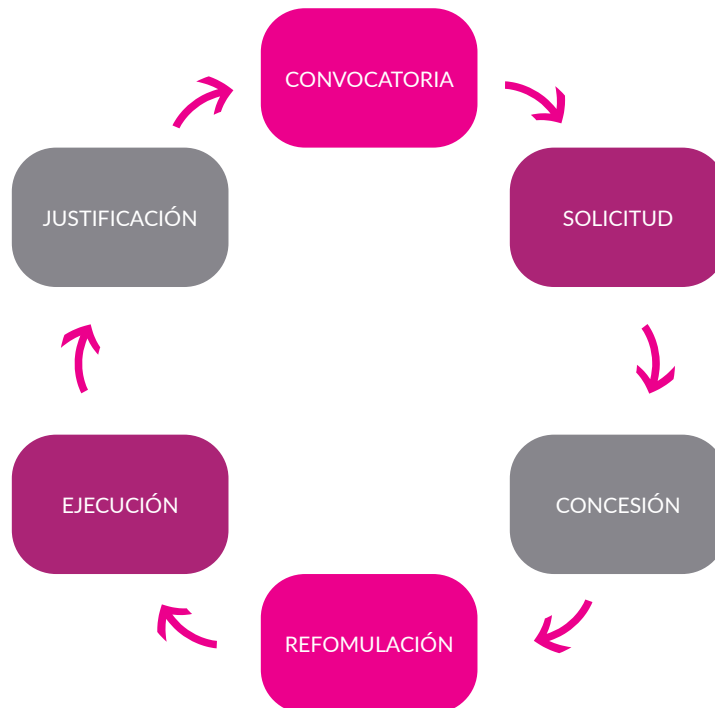 CONVOCATORIA
SOLICITUD
CONCESIÓN
REFOMULACIÓN
EJECUCIÓN
JUSTIFICACIÓN